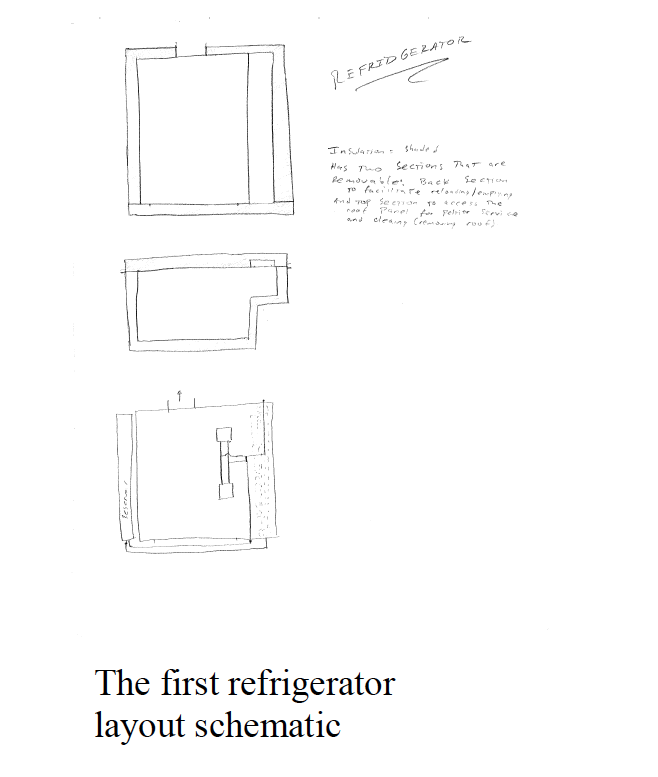 REFRIDGERATOR
Insulation = Shaded
Has Two Sections That are
Removable; Back Section
To facilitate reloading/emptying
And top Section to access the
roof Panel for Peltier Service
and cleaning (removing roof)
Reservoir
The first refrigerator
layout schematic